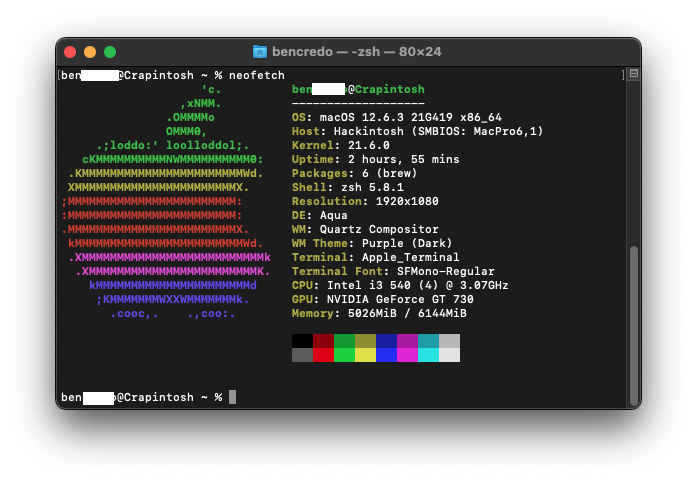 bencredo — -zsh — 80×24
[ben @Crapintosh ~ % neofetch ]
'c. ben o@Crapintosh
,xNMM. -------------------
.OMMMMo OS: macOS 12.6.3 21G419 x86_64
OMMM0, Host: Hackintosh (SMBIOS: MacPro6,1)
.;loddo:' loolloddol;. Kernel: 21.6.0
cKMMMMMMMMMMNWMMMMMMMMMM0: Uptime: 2 hours, 55 mins
.KMMMMMMMMMMMMMMMMMMMMMMMWd. Packages: 6 (brew)
XMMMMMMMMMMMMMMMMMMMMMMMX. Shell: zsh 5.8.1
;MMMMMMMMMMMMMMMMMMMMMMMM: Resolution: 1920x1080
:MMMMMMMMMMMMMMMMMMMMMMMM: DE: Aqua
.MMMMMMMMMMMMMMMMMMMMMMMMX. WM: Quartz Compositor
kMMMMMMMMMMMMMMMMMMMMMMMMWd. WM Theme: Purple (Dark)
.XMMMMMMMMMMMMMMMMMMMMMMMMMMk Terminal: Apple_Terminal
.XMMMMMMMMMMMMMMMMMMMMMMMMK. Terminal Font: SFMono-Regular
kMMMMMMMMMMMMMMMMMMMMMMd CPU: Intel i3 540 (4) @ 3.07GHz
;KMMMMMMMWXXWMMMMMMMk. GPU: NVIDIA GeForce GT 730
.cooc,. .,coo:. Memory: 5026MiB / 6144MiB
ben o@Crapintosh ~ %